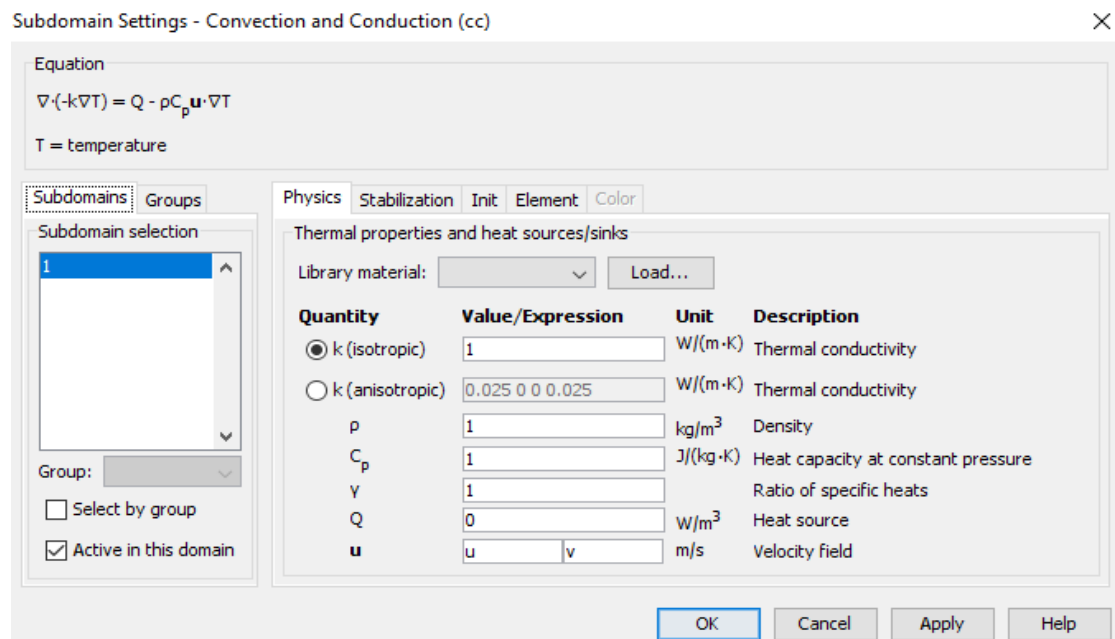 Subdomain Settings - Convection and Conduction (cc)
Equation
∇·(-k∇T) = Q - ρCpu·∇T
T = temperature
Subdomains Groups
Subdomain selection
1
Group:
Select by group
Active in this domain
Physics Stabilization Init Element Color
Thermal properties and heat sources/sinks
Library material: Load...
Quantity Value/Expression Unit Description
k (isotropic) 1 W/(m·K) Thermal conductivity
k (anisotropic) 0.025 0 0 0.025 W/(m·K) Thermal conductivity
ρ 1 kg/m³ Density
Cp 1 J/(kg·K) Heat capacity at constant pressure
γ 1 Ratio of specific heats
Q 0 W/m³ Heat source
u u v m/s Velocity field
OK Cancel Apply Help